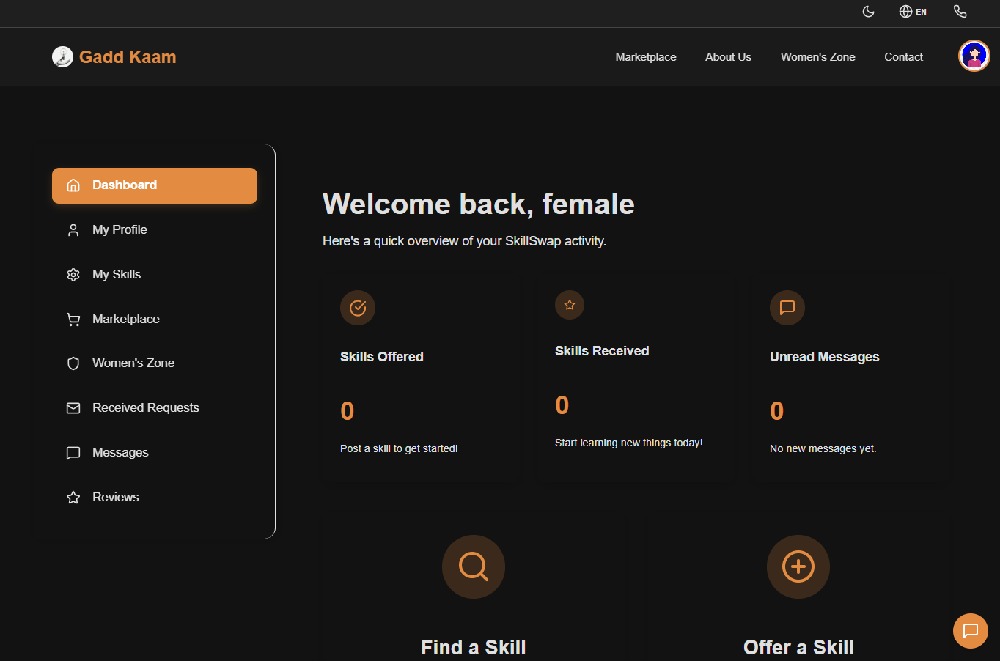 EN
Gadd Kaam
Marketplace
About Us
Women's Zone
Contact
Dashboard
My Profile
My Skills
Marketplace
Women's Zone
Received Requests
Messages
Reviews
Welcome back, female
Here's a quick overview of your SkillSwap activity.
Skills Offered
0
Post a skill to get started!
Skills Received
0
Start learning new things today!
Unread Messages
0
No new messages yet.
Find a Skill
Offer a Skill